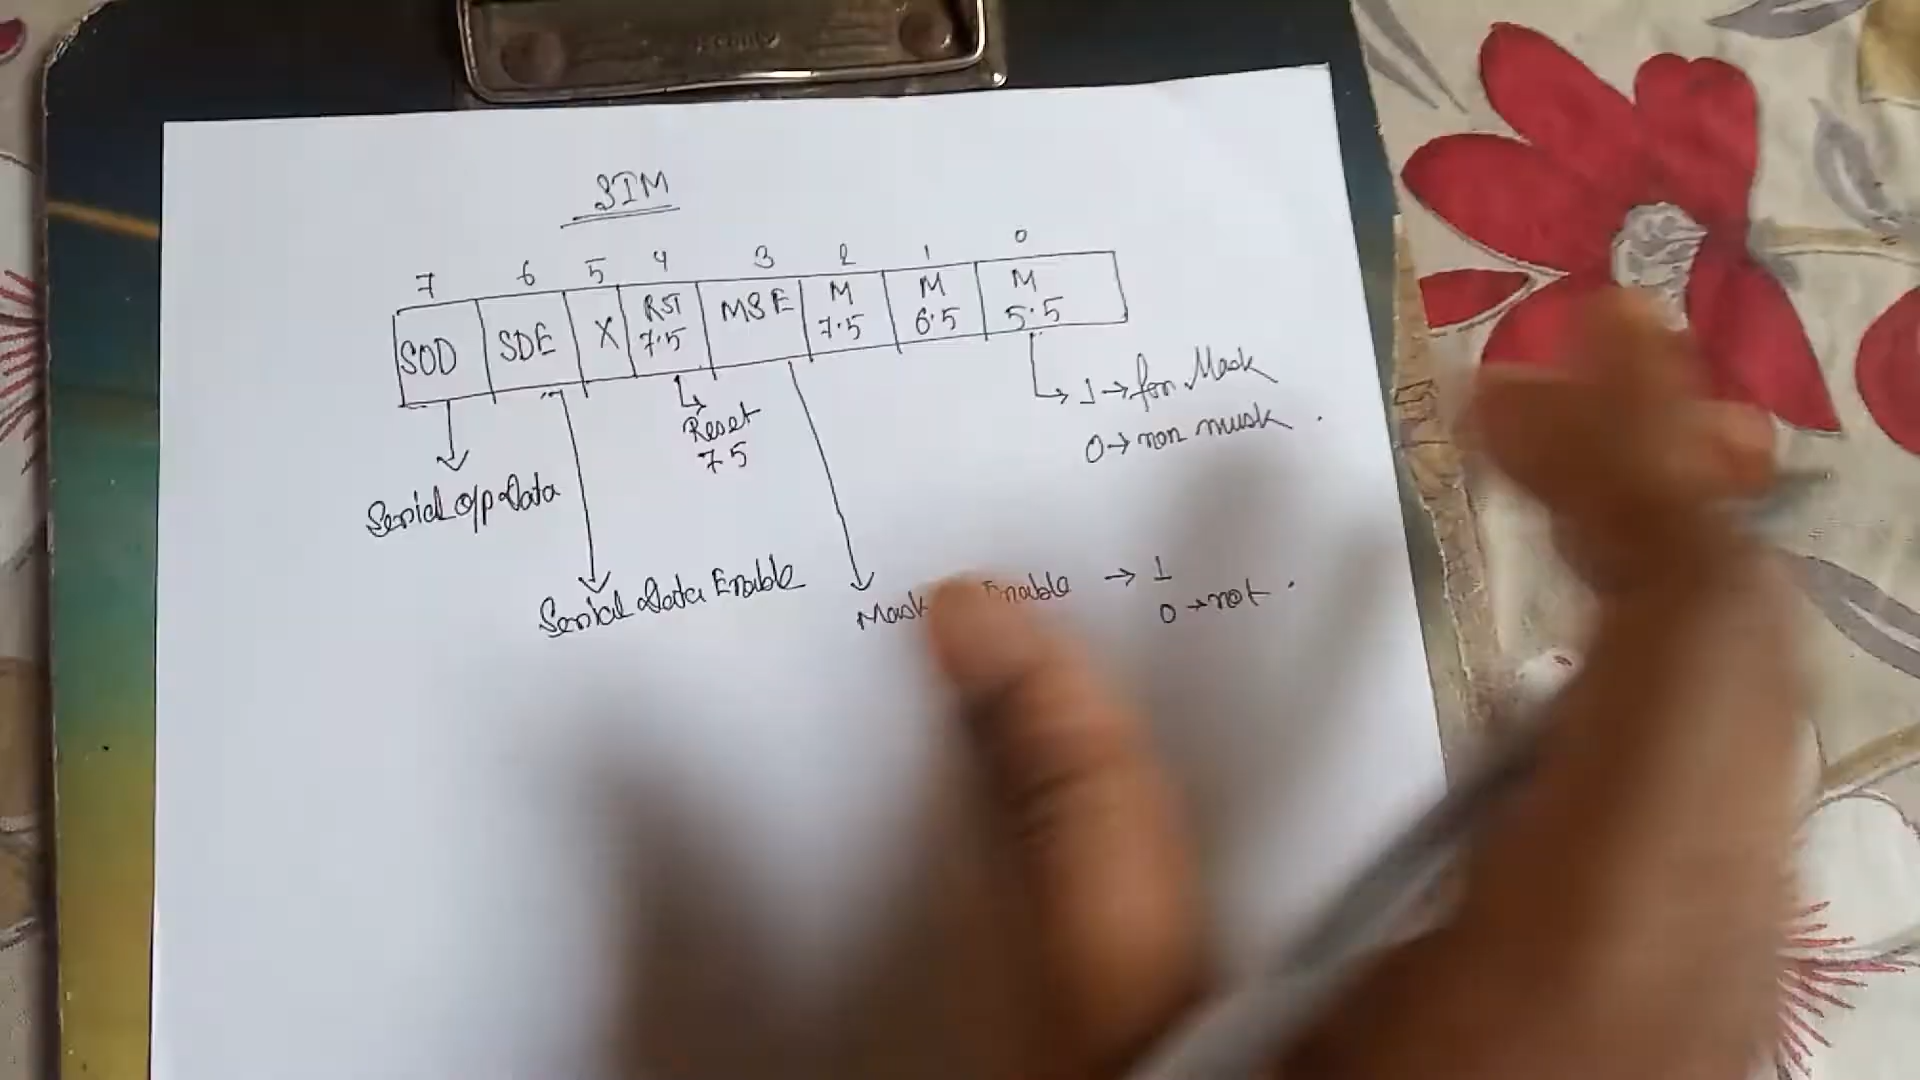 SIM
7 6 5 4 3 2 1 0
SOD SDE X RST 7.5 MSE M 7.5 M 6.5 M 5.5
1 → for Mask
0 → non musk.
Reset
7.5
Serial o/p Data
Serial Data Enable
Mask Enable → 1
0 → not.